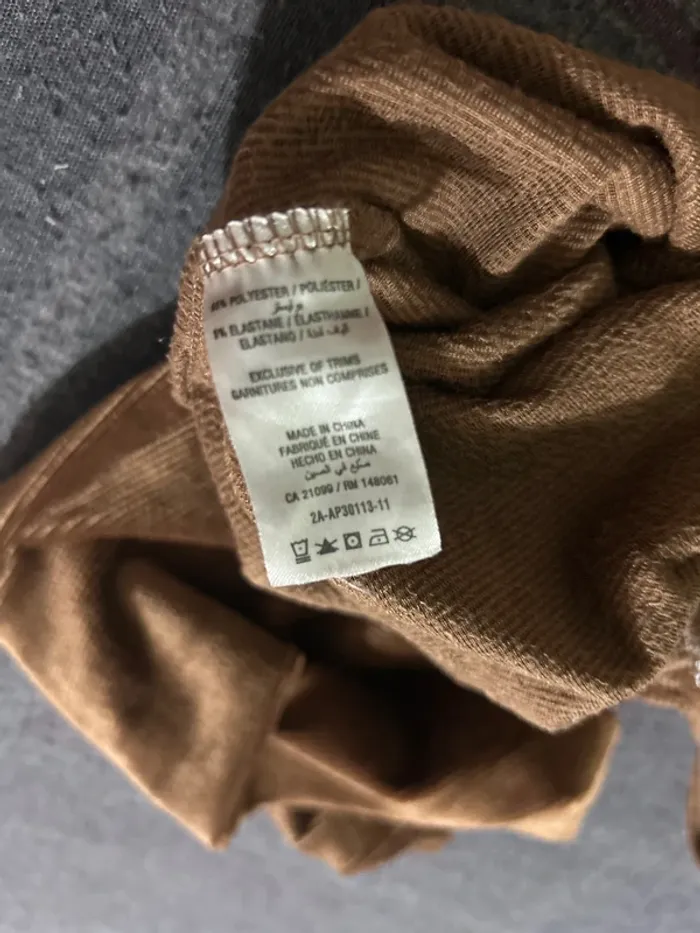 POLYESTER / POLIÉSTER /
بوليستر
5% ELASTANE / ÉLASTHANNE /
ELASTANO /
EXCLUSIVE OF TRIMS
GARNITURES NON COMPRISES
MADE IN CHINA
FABRIQUÉ EN CHINE
HECHO EN CHINA
صنع في الصين
CA 21099 / RN 148061
2A-AP30113-11